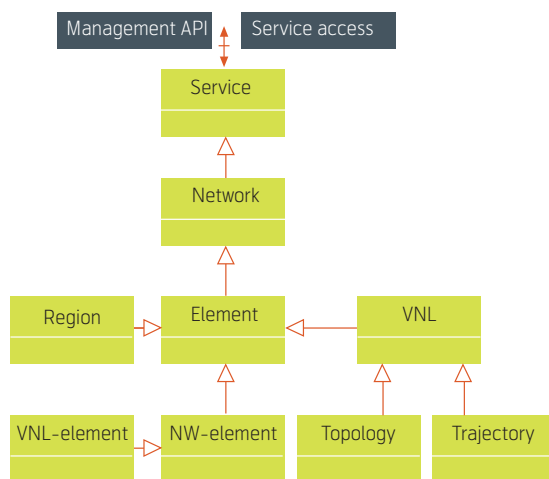 Management API
Service access
Service
Network
Region
Element
VNL
VNL-element
NW-element
Topology
Trajectory